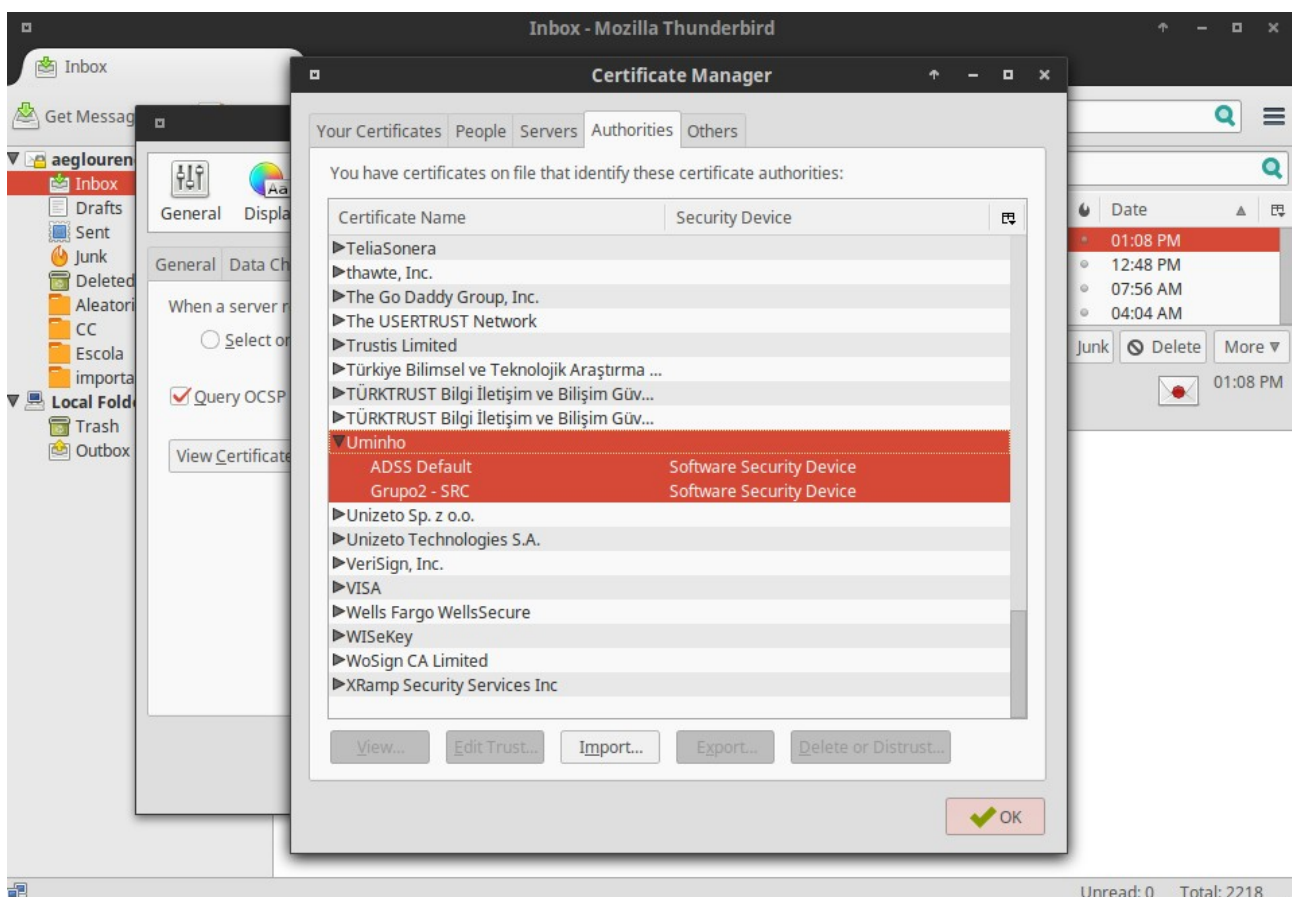 Inbox - Mozilla Thunderbird
Inbox
Certificate Manager
Get Messag
Your Certificates People Servers Authorities Others
You have certificates on file that identify these certificate authorities:
aeglouren
Inbox
Drafts
Sent
Junk
Deleted
Aleatori
CC
Escola
importa
Local Folde
Trash
Outbox
General Displa
General Data Ch
When a server r
Select on
Query OCSP
View Certificate
Certificate Name Security Device
TeliaSonera
thawte, Inc.
The Go Daddy Group, Inc.
The USERTRUST Network
Trustis Limited
Türkiye Bilimsel ve Teknolojik Araştırma ...
TÜRKTRUST Bilgi İletişim ve Bilişim Güv...
TÜRKTRUST Bilgi İletişim ve Bilişim Güv...
Uminho
ADSS Default Software Security Device
Grupo2 - SRC Software Security Device
Unizeto Sp. z o.o.
Unizeto Technologies S.A.
VeriSign, Inc.
VISA
Wells Fargo WellsSecure
WISeKey
WoSign CA Limited
XRamp Security Services Inc
View... Edit Trust... Import... Export... Delete or Distrust...
OK
Date
01:08 PM
12:48 PM
07:56 AM
04:04 AM
Junk Delete More
01:08 PM
Unread: 0 Total: 2218